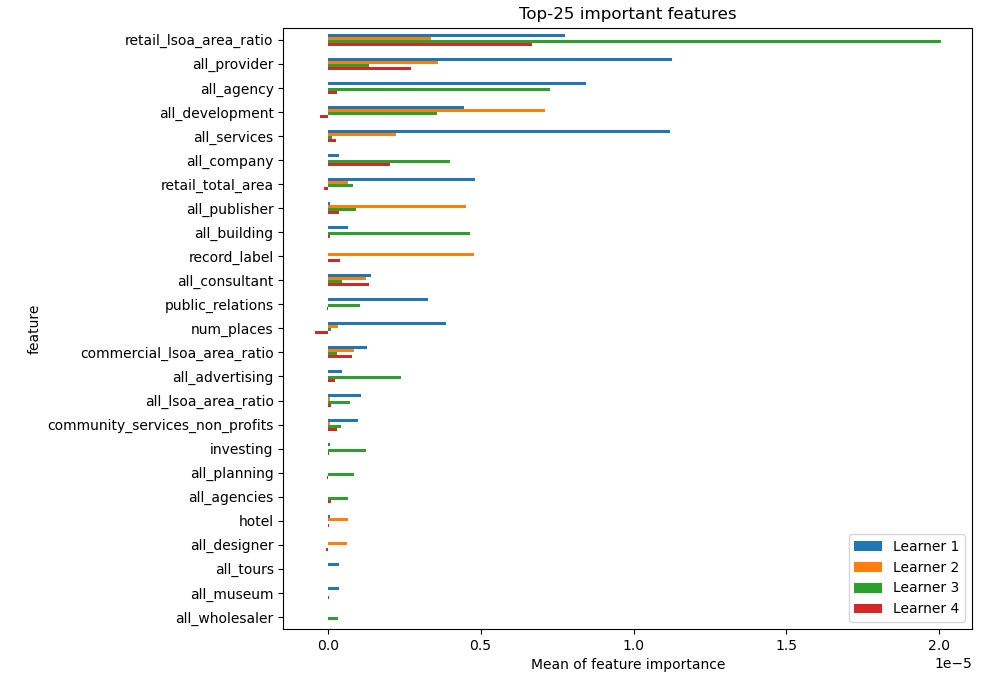 Top-25 important features
retail_lsoa_area_ratio
all_provider
all_agency
all_development
all_services
all_company
retail_total_area
all_publisher
all_building
record_label
all_consultant
public_relations
num_places
commercial_lsoa_area_ratio
all_advertising
all_lsoa_area_ratio
community_services_non_profits
investing
all_planning
all_agencies
hotel
all_designer
all_tours
all_museum
all_wholesaler
feature
Learner 1
Learner 2
Learner 3
Learner 4
0.0 0.5 1.0 1.5 2.0
1e−5
Mean of feature importance